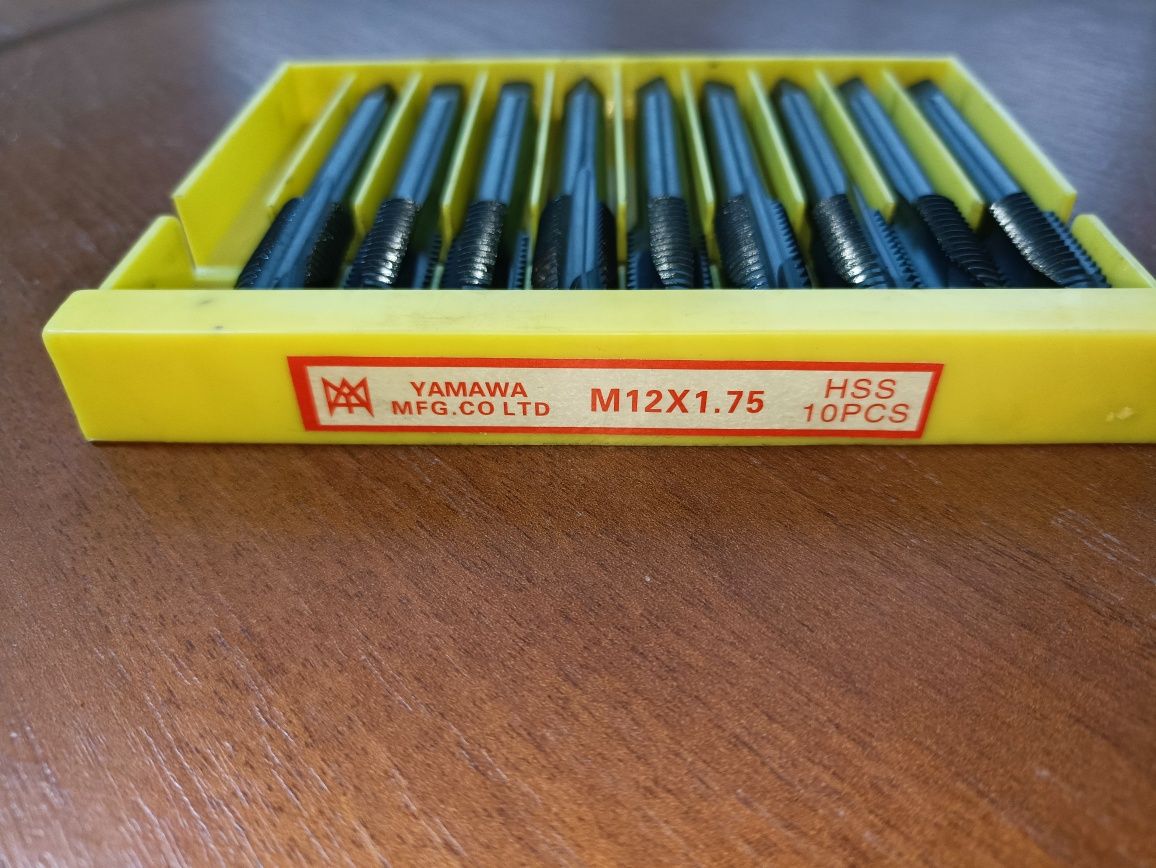 YAMAWA
MFG.CO LTD
M12X1.75
HSS
10PCS